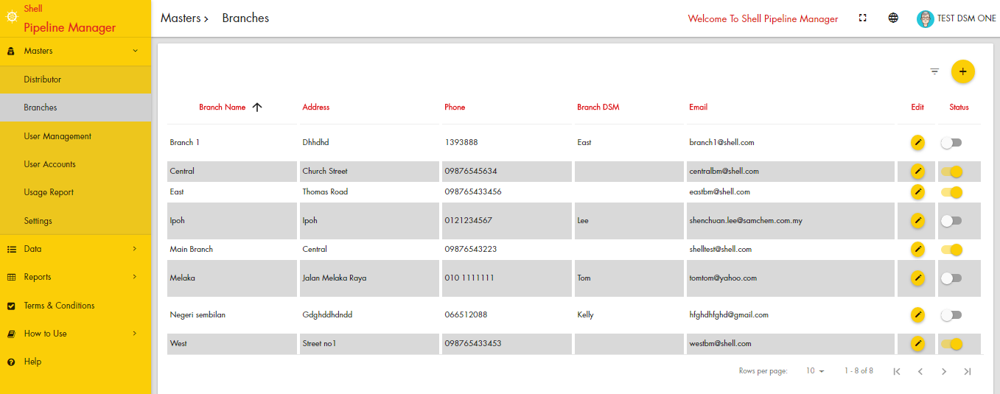 Shell
Pipeline Manager
Masters
Distributor
Branches
User Management
User Accounts
Usage Report
Settings
Data
Reports
Terms & Conditions
How to Use
Help
Masters > Branches
Welcome To Shell Pipeline Manager
TEST DSM ONE
Branch Name Address Phone Branch DSM Email Edit Status
Branch 1 Dhhdhd 1393888 East branch1@shell.com
Central Church Street 09876545634 centralbm@shell.com
East Thomas Road 098765433456 eastbm@shell.com
Ipoh Ipoh 0121234567 Lee shenchuan.lee@samchem.com.my
Main Branch Central 09876543223 shelltest@shell.com
Melaka Jalan Melaka Raya 010 1111111 Tom tomtom@yahoo.com
Negeri sembilan Gdghddhdndd 066512088 Kelly hfghdhfghd@gmail.com
West Street no1 098765433453 westbm@shell.com
Rows per page: 10 1 - 8 of 8